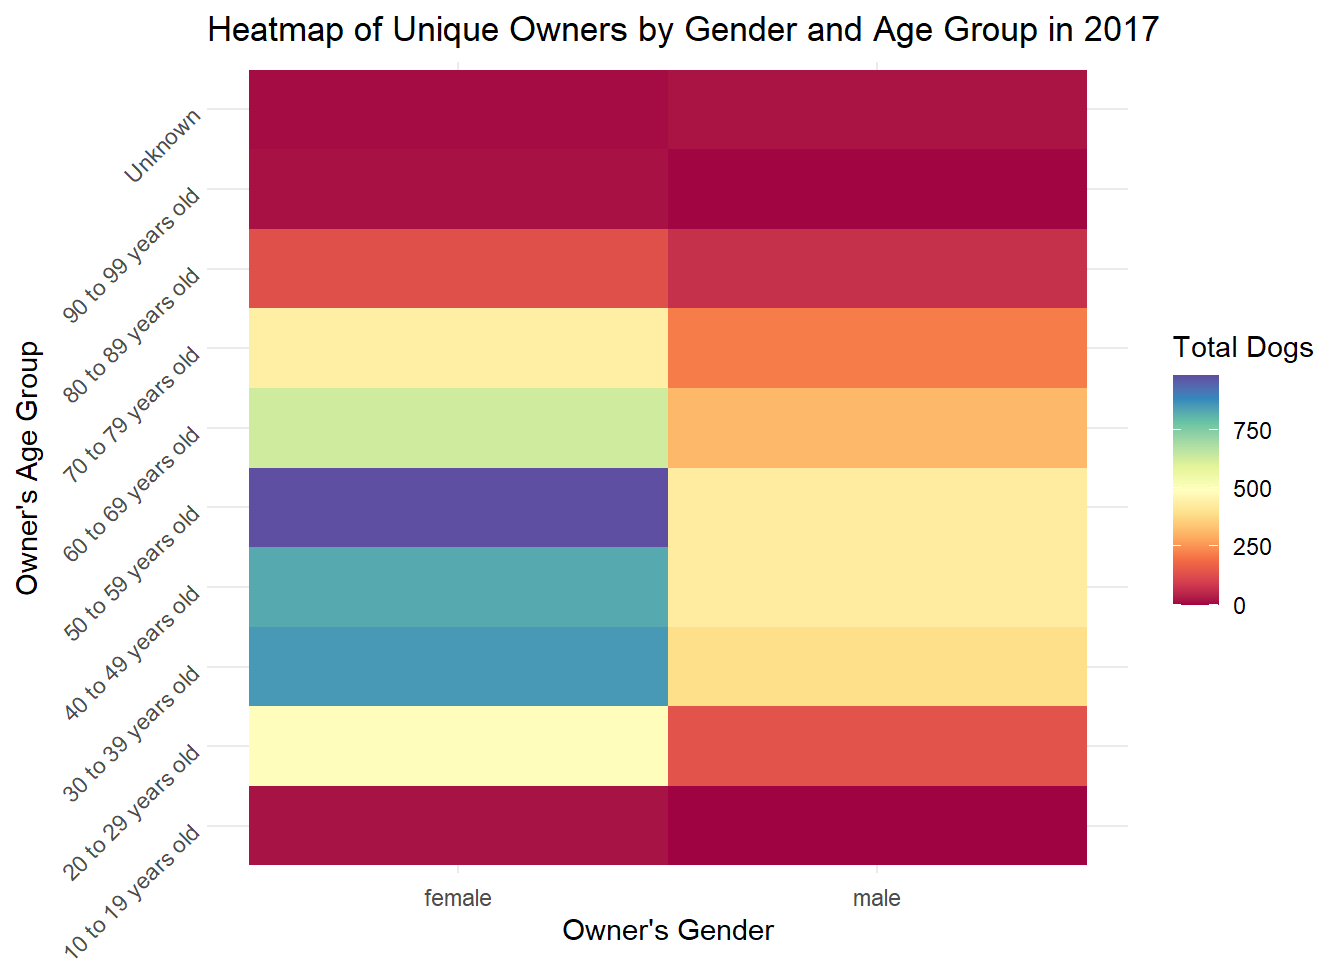 Heatmap of Unique Owners by Gender and Age Group in 2017
Owner's Age Group
Unknown
90 to 99 years old
80 to 89 years old
70 to 79 years old
60 to 69 years old
50 to 59 years old
40 to 49 years old
30 to 39 years old
20 to 29 years old
10 to 19 years old
female
male
Owner's Gender
Total Dogs
750
500
250
0